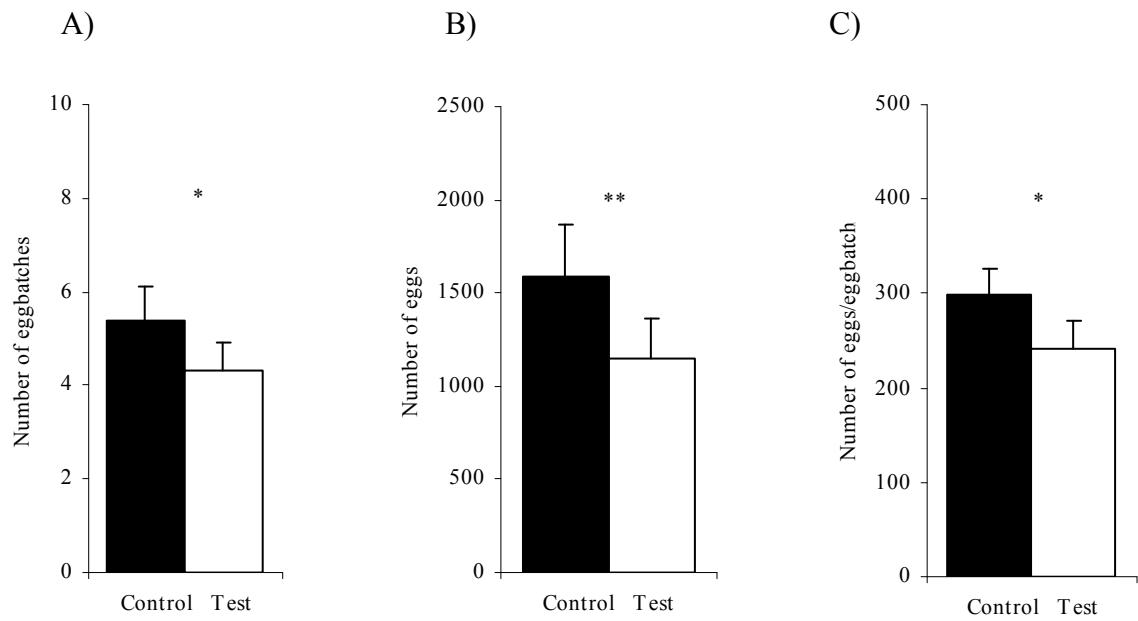 A)
B)
C)
Number of eggbatches
10
8
6
4
2
0
*
Control Test
Number of eggs
2500
2000
1500
1000
500
0
**
Control Test
Number of eggs/eggbatch
500
400
300
200
100
0
*
Control Test